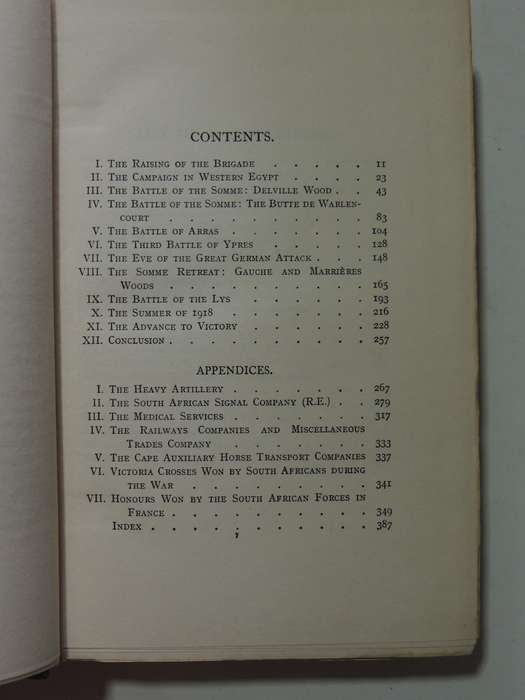 CONTENTS.
I. The Raising of the Brigade . . . . . 11
II. The Campaign in Western Egypt . . . . 23
III. The Battle of the Somme: Delville Wood . . 43
IV. The Battle of the Somme: The Butte de Warlen-
court . . . . . . . . . . 83
V. The Battle of Arras . . . . . . . 104
VI. The Third Battle of Ypres . . . . . 128
VII. The Eve of the Great German Attack . . . 148
VIII. The Somme Retreat: Gauche and Marrières
Woods . . . . . . . . . . 165
IX. The Battle of the Lys . . . . . . 193
X. The Summer of 1918 . . . . . . . 216
XI. The Advance to Victory . . . . . . 228
XII. Conclusion . . . . . . . . . . 257
APPENDICES.
I. The Heavy Artillery . . . . . . . 267
II. The South African Signal Company (R.E.) . . 279
III. The Medical Services . . . . . . . 317
IV. The Railways Companies and Miscellaneous
Trades Company . . . . . . . . 333
V. The Cape Auxiliary Horse Transport Companies 337
VI. Victoria Crosses Won by South Africans during
the War . . . . . . . . . 341
VII. Honours Won by the South African Forces in
France . . . . . . . . . . 349
Index . . . . . . . . . . . 387